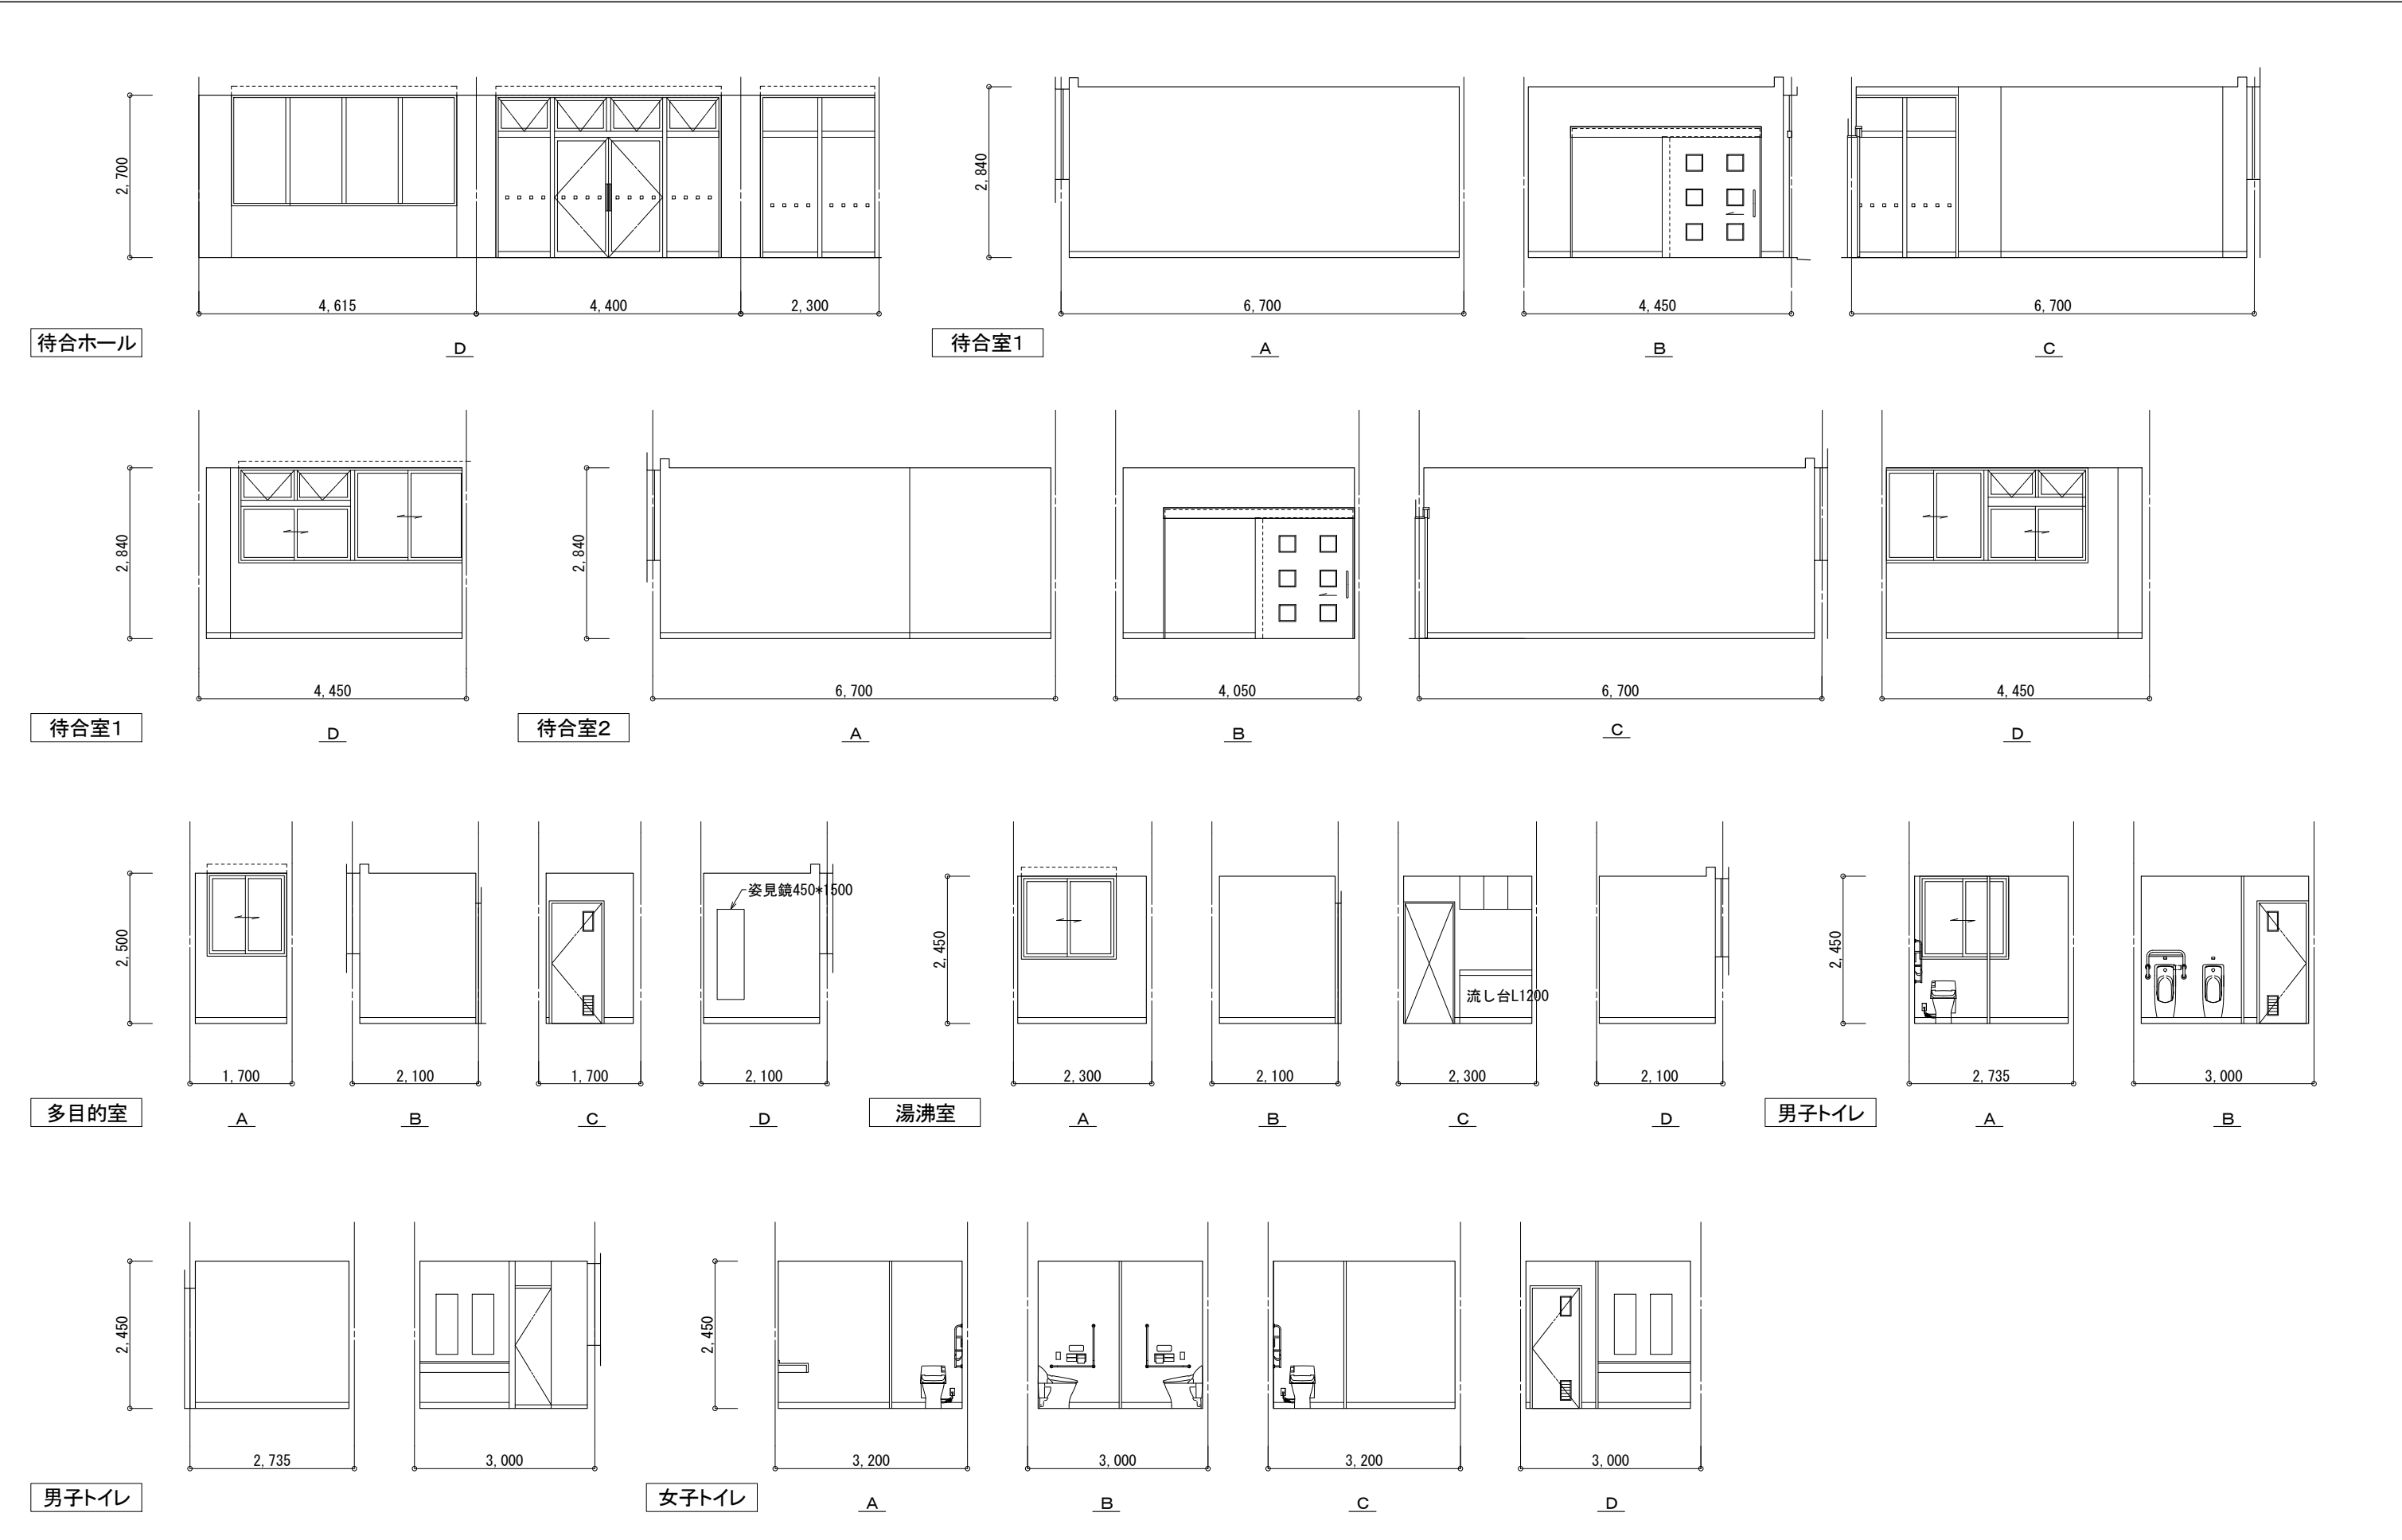 2,700
4,615
4,400
2,300
待合ホール
D
2,840
6,700
4,450
6,700
待合室1
A
B
C
2,840
4,450
待合室1
D
2,840
6,700
4,050
6,700
4,450
待合室2
A
B
C
D
2,500
姿見鏡450*1500
1,700
2,100
1,700
2,100
多目的室
A
B
C
D
2,450
流し台L1200
2,300
2,100
2,300
2,100
湯沸室
A
B
C
D
2,450
2,735
3,000
男子トイレ
A
B
2,450
2,735
3,000
男子トイレ
2,450
3,200
3,000
3,200
3,000
女子トイレ
A
B
C
D